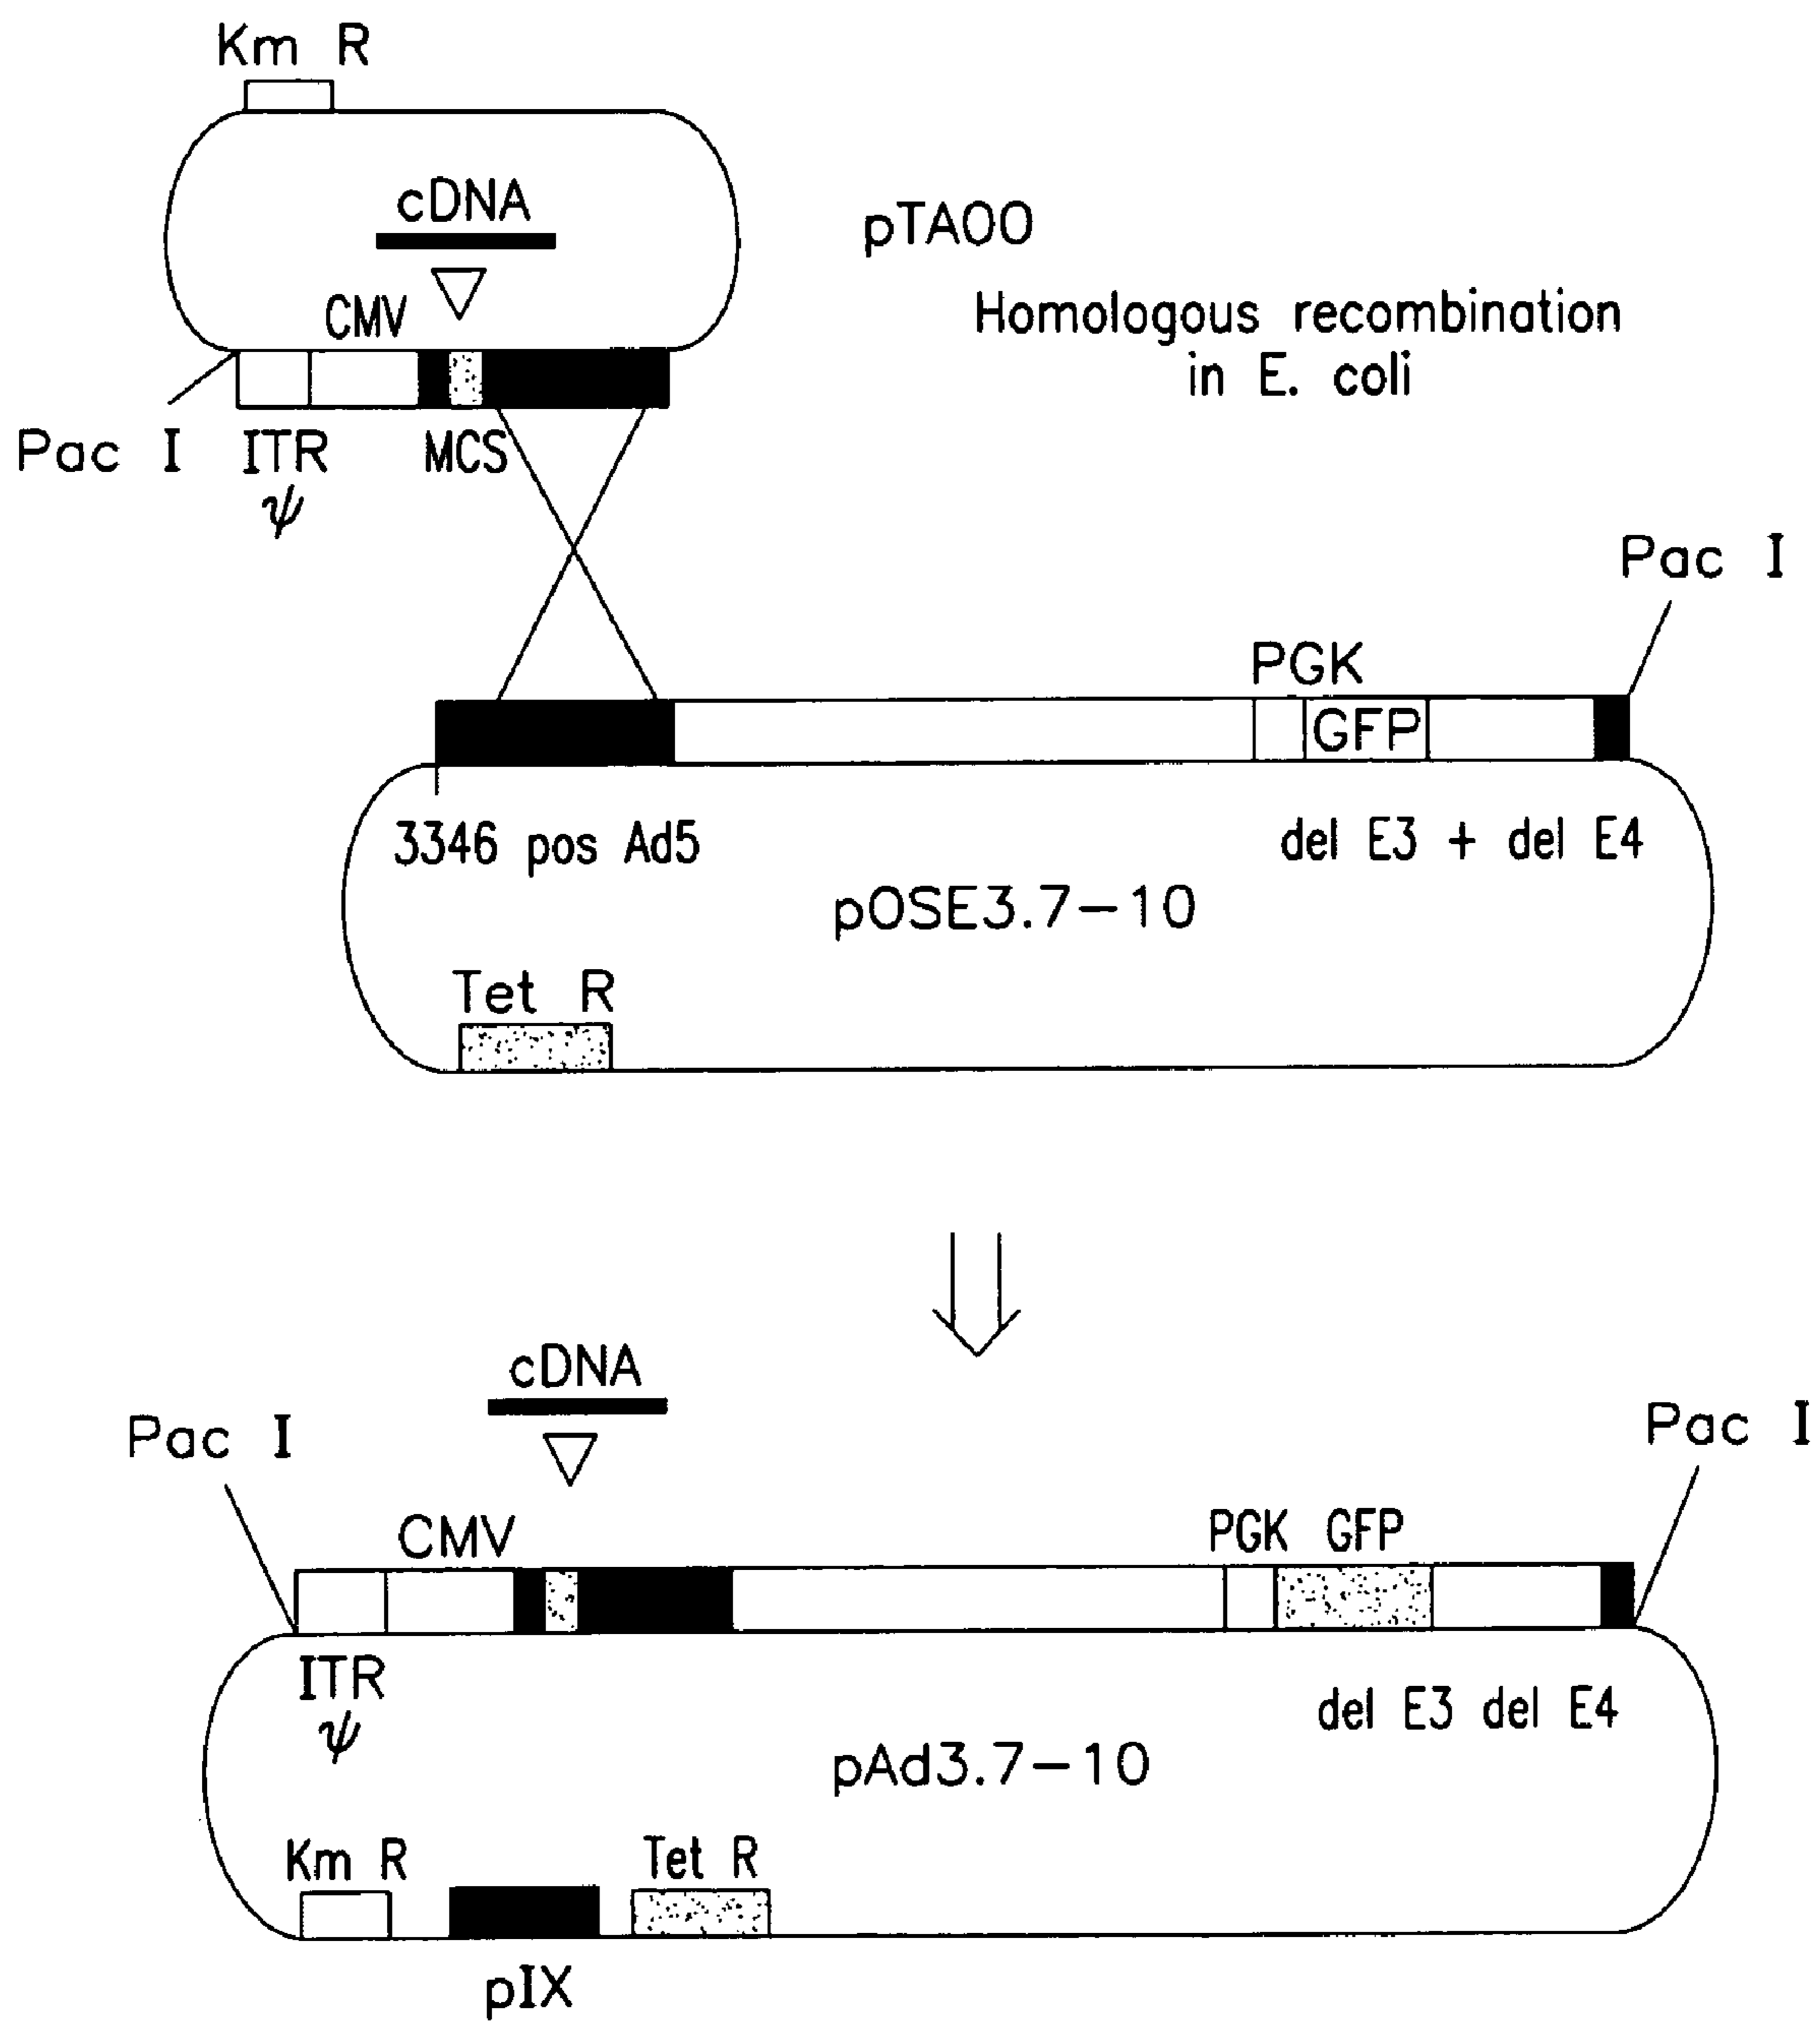 Km R
cDNA
pTA00
CMV
Homologous recombination
in E. coli
Pac I
ITR
MCS
ψ
Pac I
PGK
GFP
3346 pos Ad5
del E3 + del E4
pOSE3.7-10
Tet R
cDNA
Pac I
Pac I
CMV
PGK GFP
ITR
ψ
del E3 del E4
pAd3.7-10
Km R
Tet R
pIX